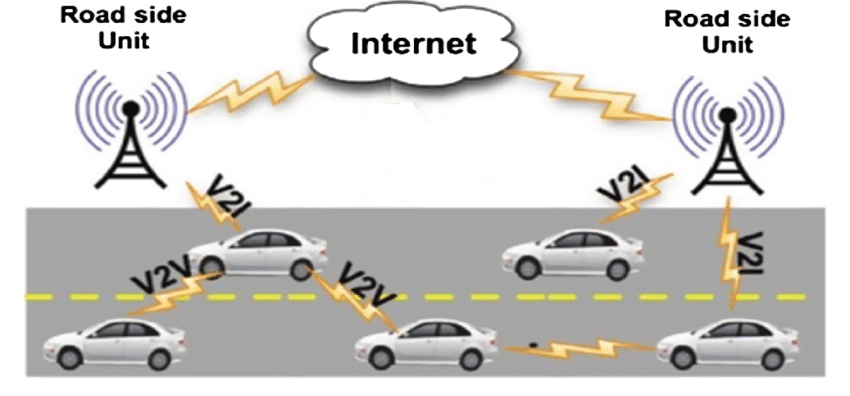 Road side
Unit
Internet
Road side
Unit
V2I
V2I
V2V
V2V
V2I